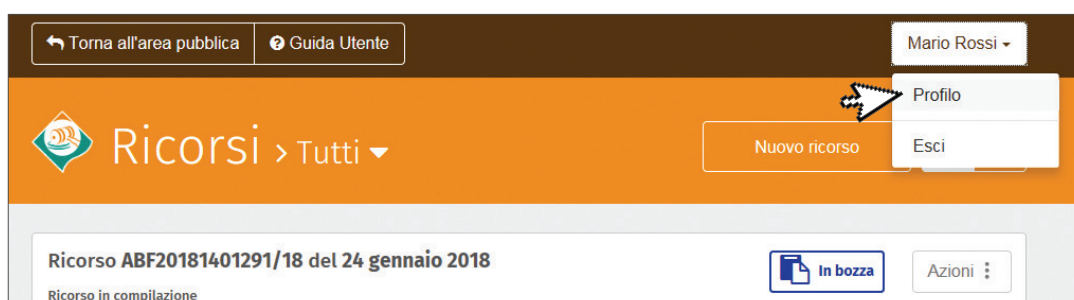 Torna all'area pubblica
Guida Utente
Mario Rossi
Profilo
Esci
Ricorsi > Tutti
Nuovo ricorso
Ricorso ABF20181401291/18 del 24 gennaio 2018
In bozza
Azioni
Ricorso in compilazione